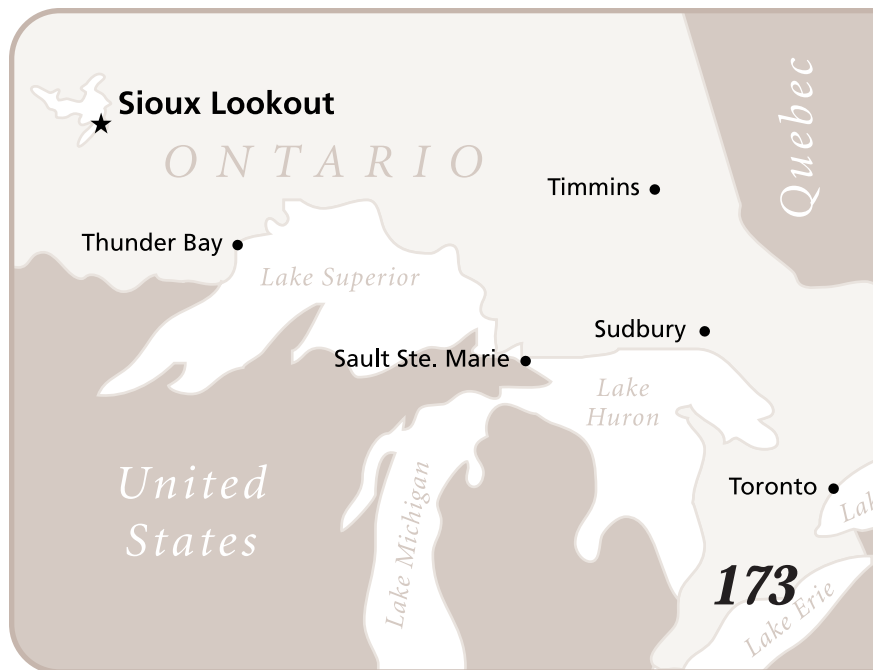 Sioux Lookout
ONTARIO
Quebec
Timmins
Thunder Bay
Lake Superior
Sudbury
Sault Ste. Marie
Lake
Huron
United
States
Lake Michigan
Toronto
Lak
173
Lake Erie